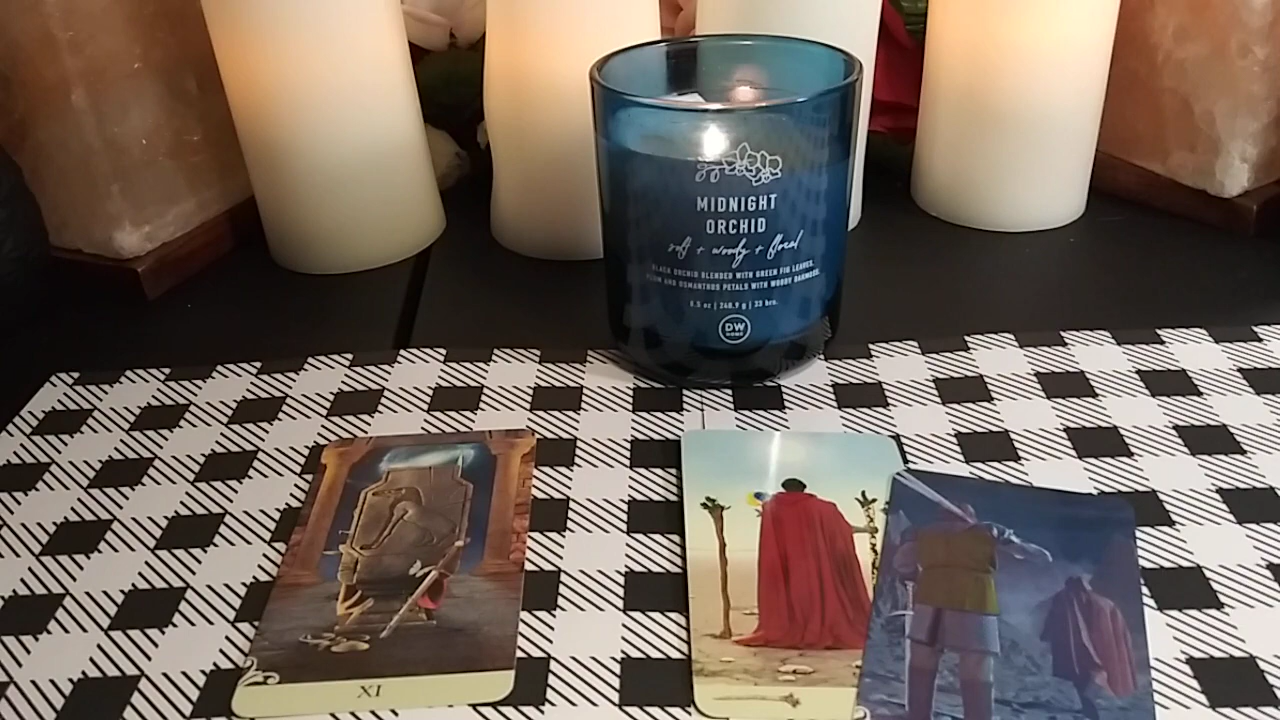 MIDNIGHT
ORCHID
soft + woody + floral
BLACK ORCHID BLENDED WITH GREEN FIG LEAVES,
PLUM AND OSMANTHUS PETALS WITH WOODY OAKMOSS.
8.5 oz | 240.9 g | 33 hrs.
DW
HOME
XI